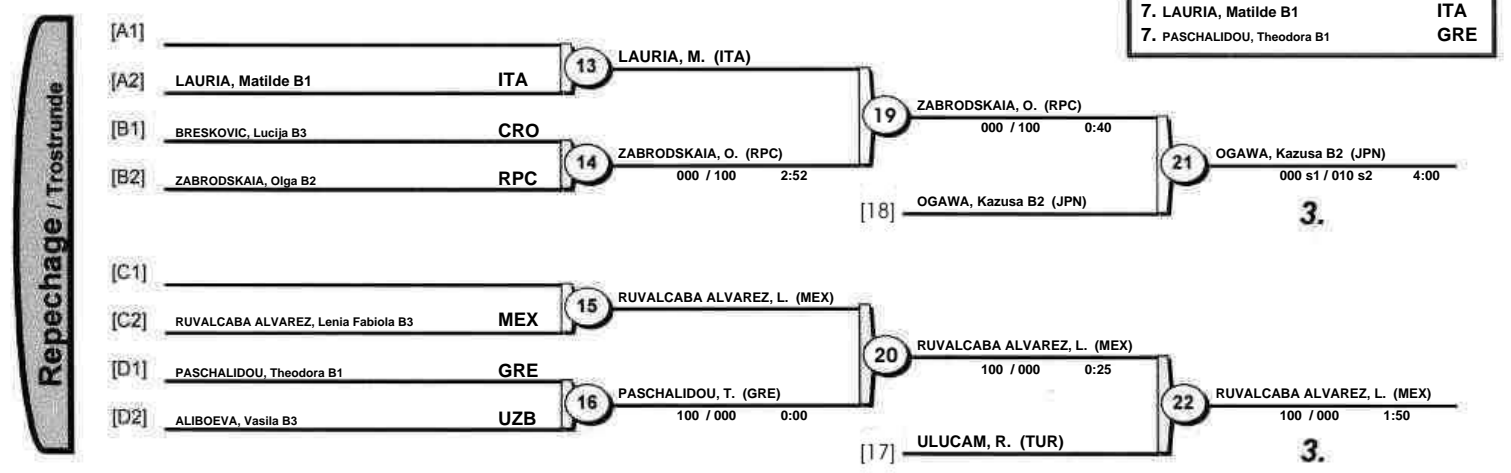 7. LAURIA, Matilde B1 ITA
7. PASCHALIDOU, Theodora B1 GRE
Repechage / Trostrunde
[A1]
[A2] LAURIA, Matilde B1 ITA
13 LAURIA, M. (ITA)
[B1] BRESKOVIC, Lucija B3 CRO
[B2] ZABRODSKAIA, Olga B2 RPC
14 ZABRODSKAIA, O. (RPC)
000 / 100 2:52
19 ZABRODSKAIA, O. (RPC)
000 / 100 0:40
[18] OGAWA, Kazusa B2 (JPN)
21 OGAWA, Kazusa B2 (JPN)
000 s1 / 010 s2 4:00
3.
[C1]
[C2] RUVALCABA ALVAREZ, Lenia Fabiola B3 MEX
15 RUVALCABA ALVAREZ, L. (MEX)
[D1] PASCHALIDOU, Theodora B1 GRE
[D2] ALIBOEVA, Vasila B3 UZB
16 PASCHALIDOU, T. (GRE)
100 / 000 0:00
20 RUVALCABA ALVAREZ, L. (MEX)
100 / 000 0:25
[17] ULUCAM, R. (TUR)
22 RUVALCABA ALVAREZ, L. (MEX)
100 / 000 1:50
3.